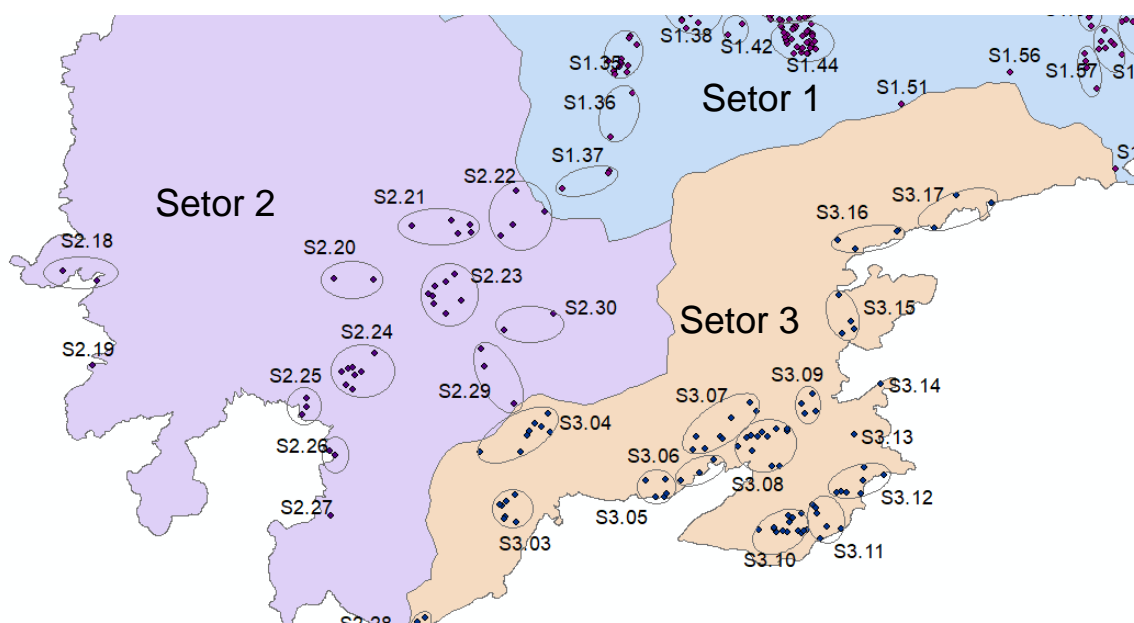 S1.38
S1.42
S1.35
S1.44
S1.56
S1.57
S1.36
Setor 1
S1.51
S1.37
S2.22
Setor 2
S2.21
S3.17
S3.16
S2.18
S2.20
S2.23
S2.30
S3.15
Setor 3
S2.24
S2.19
S2.25
S2.29
S3.09
S3.07
S3.14
S3.04
S2.26
S3.13
S3.06
S3.08
S3.12
S2.27
S3.05
S3.03
S3.11
S3.10
S2.28